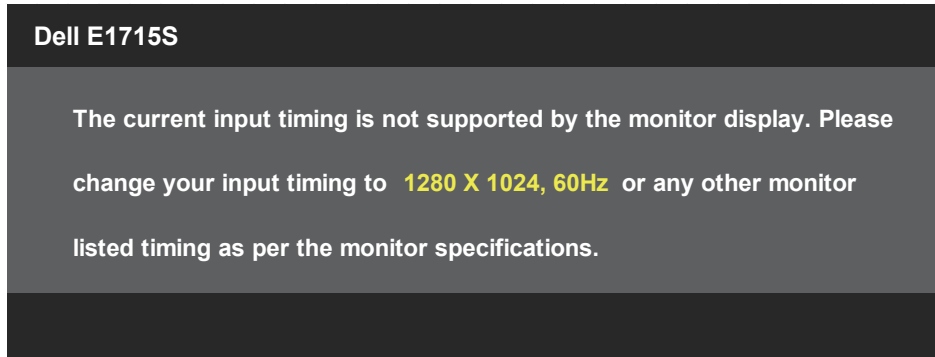 Dell E1715S
The current input timing is not supported by the monitor display. Please
change your input timing to 1280 X 1024, 60Hz or any other monitor
listed timing as per the monitor specifications.